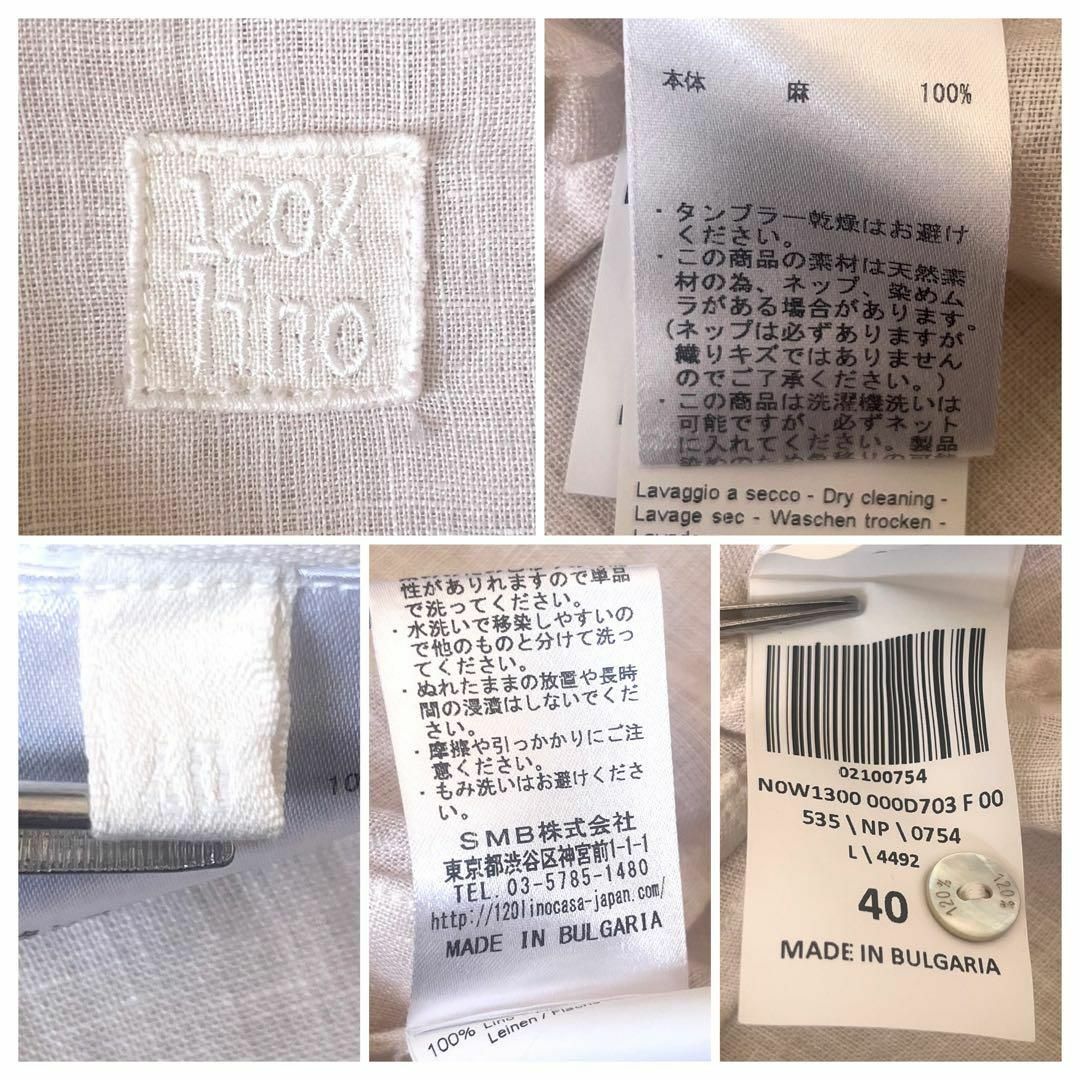 120%
lino
本体 麻 100%
・タンブラー乾燥はお避け
ください。
・この商品の素材は天然素
材の為、ネップ、染めム
ラがある場合があります。
(ネップは必ずありますが
織りキズではありません
のでご了承ください。)
・この商品は洗濯機洗いは
可能ですが、必ずネット
に入れてください。製品
Lavaggio a secco - Dry cleaning -
Lavage sec - Waschen trocken -
10
性がありれますので単品
で洗ってください。
・水洗いで移染しやすいの
で他のものと分けて洗っ
てください。
・ぬれたままの放置や長時
間の浸漬はしないでくだ
さい。
・摩擦や引っかかりにご注
意ください。
・もみ洗いはお避けくださ
い。
SMB株式会社
東京都渋谷区神宮前1-1-1
TEL. 03-5785-1480
http://120linocasa-japan.com/
MADE IN BULGARIA
100% Lino
Leinen / Flachs
02100754
N0W1300 000D703 F 00
535 \ NP \ 0754
L \ 4492
40
120% 120%
MADE IN BULGARIA